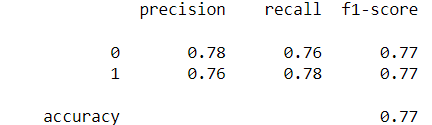 precision recall f1-score
0 0.78 0.76 0.77
1 0.76 0.78 0.77
accuracy 0.77